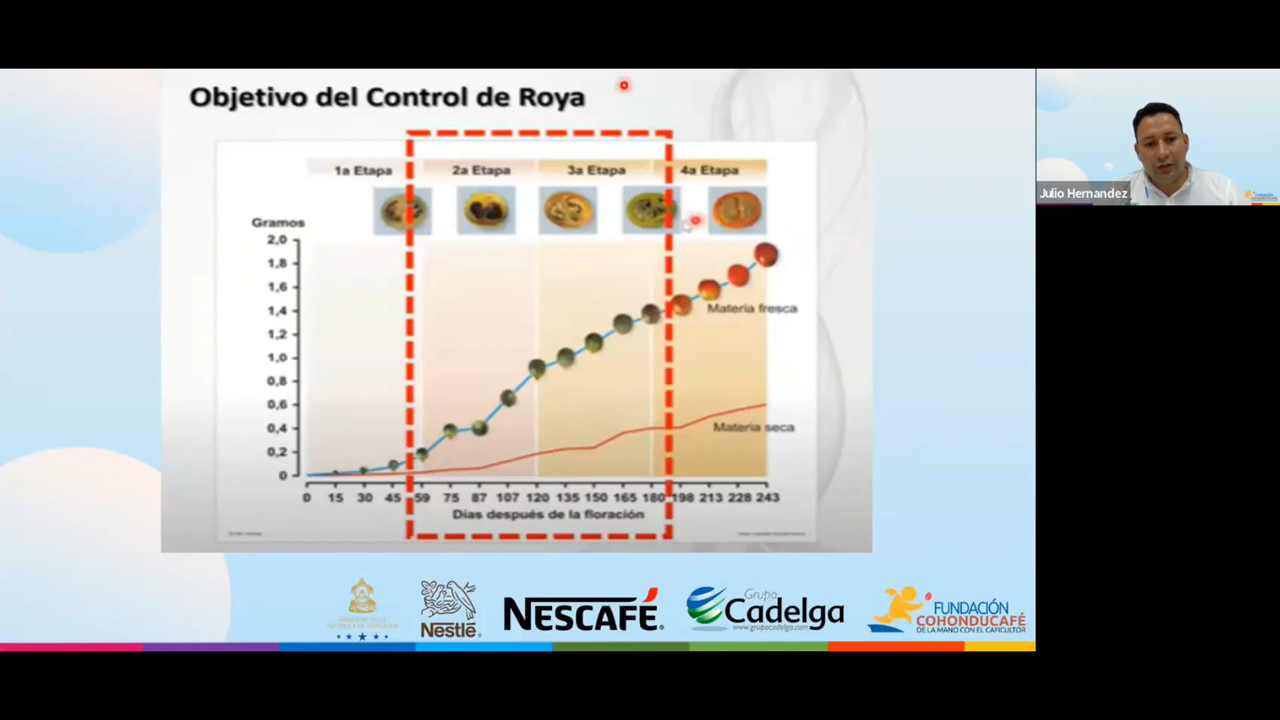 Objetivo del Control de Roya
1a Etapa 2a Etapa 3a Etapa 4a Etapa
Gramos
2,0
1,8
1,6
1,4
1,2
1,0
0,8
0,6
0,4
0,2
0
Materia fresca
Materia seca
0 15 30 45 59 75 87 107 120 135 150 165 180 198 213 228 243
Días después de la floración
Julio Hernandez
Nestlé
NESCAFÉ
Grupo
Cadelga
www.grupocadelga.com
FUNDACIÓN
COHONDUCAFÉ
DE LA MANO CON EL CAFICULTOR